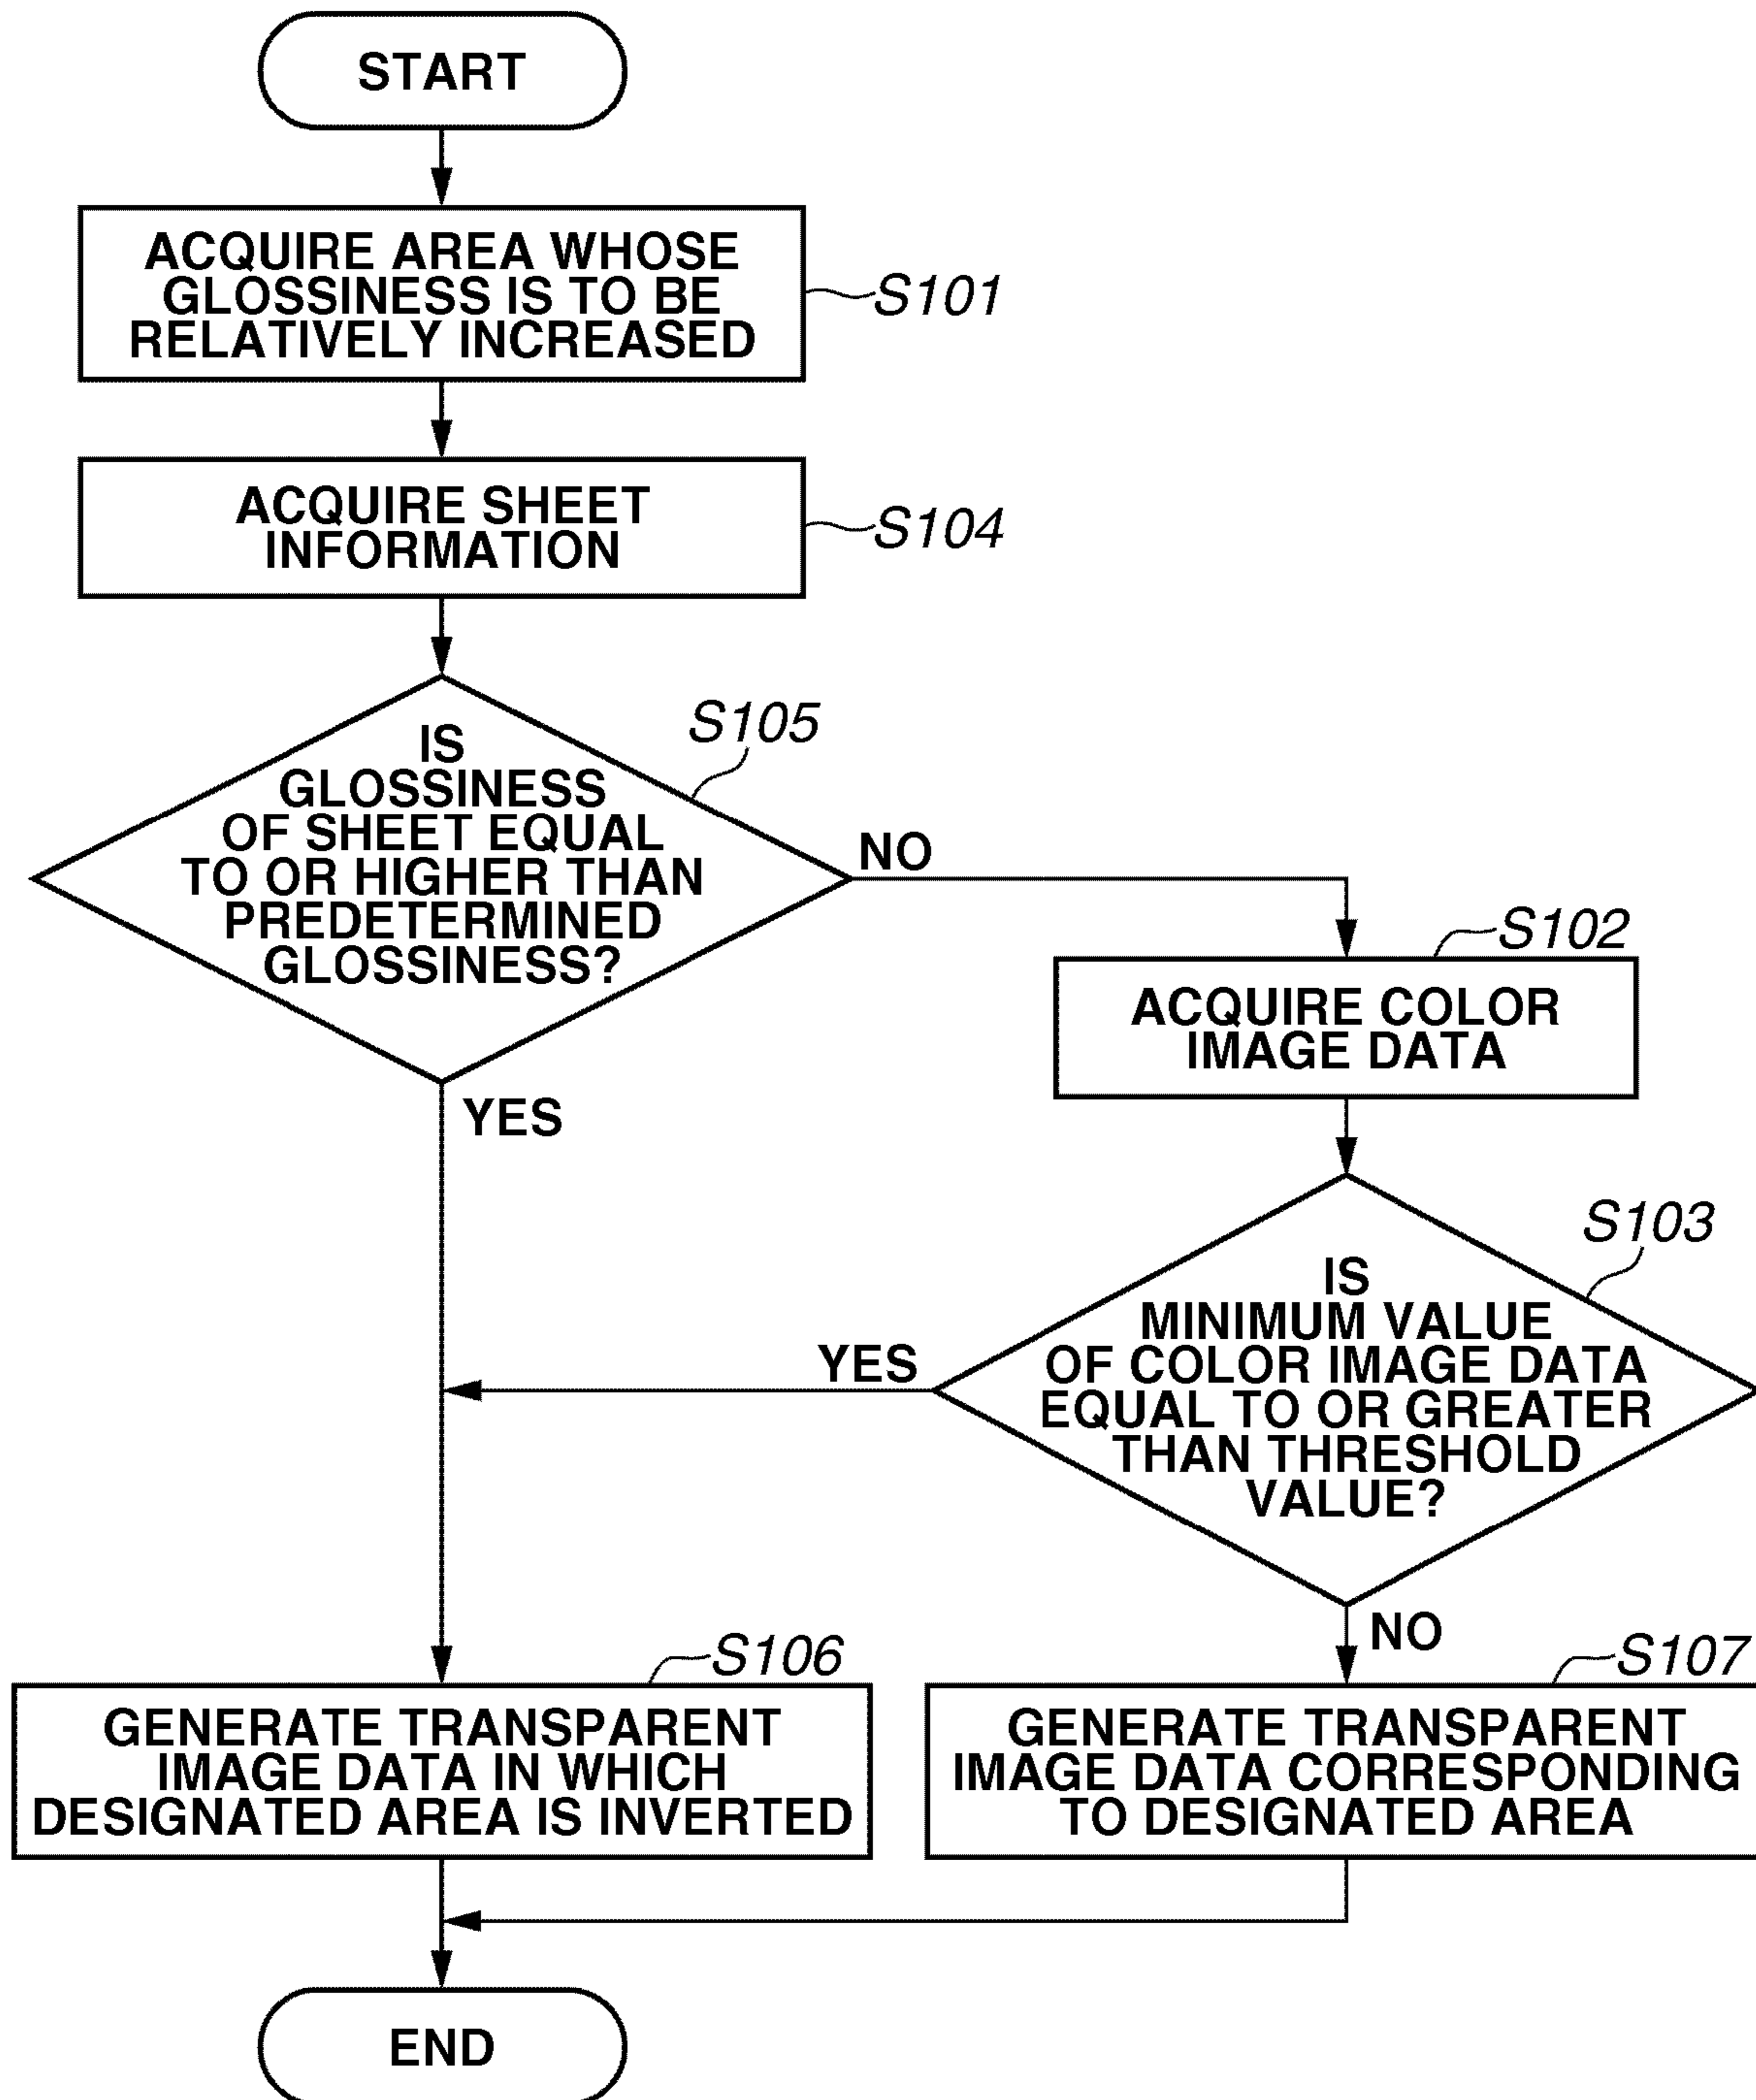 START
ACQUIRE AREA WHOSE
GLOSSINESS IS TO BE
RELATIVELY INCREASED
S101
ACQUIRE SHEET
INFORMATION
S104
S105
IS
GLOSSINESS
OF SHEET EQUAL
TO OR HIGHER THAN
PREDETERMINED
GLOSSINESS?
NO
YES
S102
ACQUIRE COLOR
IMAGE DATA
S103
IS
MINIMUM VALUE
OF COLOR IMAGE DATA
EQUAL TO OR GREATER
THAN THRESHOLD
VALUE?
YES
NO
S106
GENERATE TRANSPARENT
IMAGE DATA IN WHICH
DESIGNATED AREA IS INVERTED
S107
GENERATE TRANSPARENT
IMAGE DATA CORRESPONDING
TO DESIGNATED AREA
END